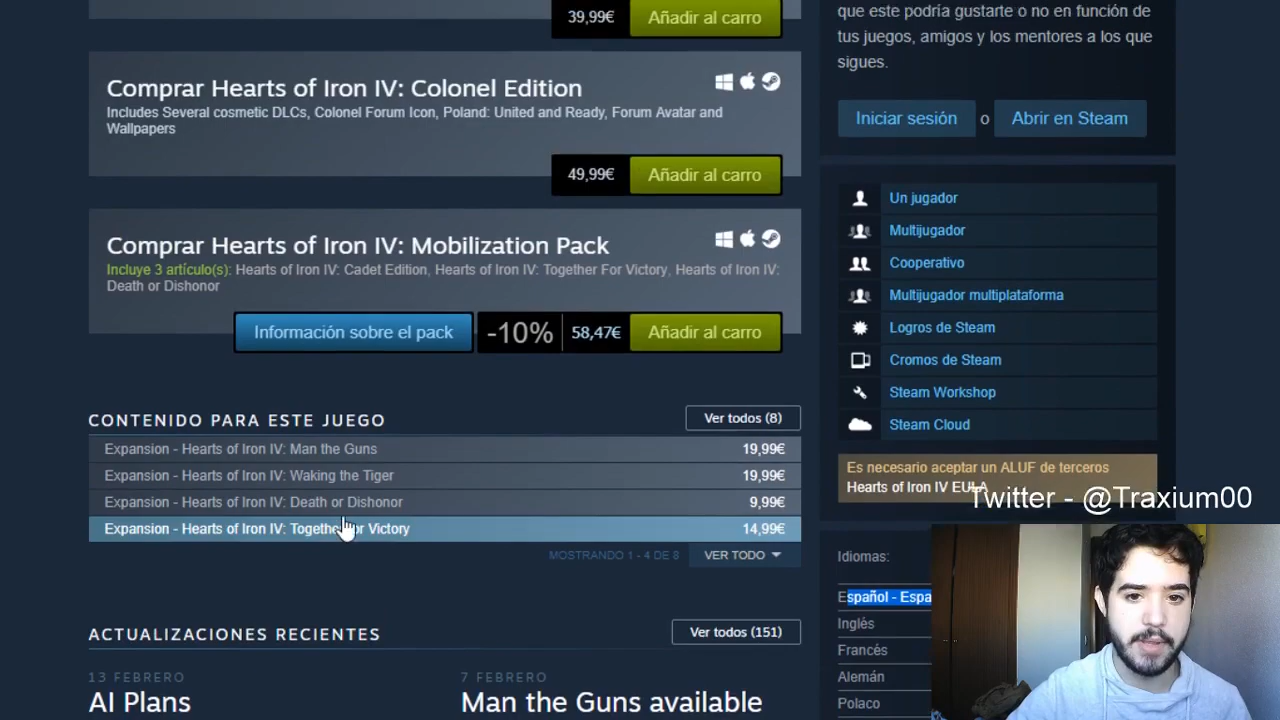 39,99€ Añadir al carro
Comprar Hearts of Iron IV: Colonel Edition
Includes Several cosmetic DLCs, Colonel Forum Icon, Poland: United and Ready, Forum Avatar and
Wallpapers
49,99€ Añadir al carro
Comprar Hearts of Iron IV: Mobilization Pack
Incluye 3 artículo(s): Hearts of Iron IV: Cadet Edition, Hearts of Iron IV: Together For Victory, Hearts of Iron IV:
Death or Dishonor
Información sobre el pack -10% 58,47€ Añadir al carro
CONTENIDO PARA ESTE JUEGO Ver todos (8)
Expansion - Hearts of Iron IV: Man the Guns 19,99€
Expansion - Hearts of Iron IV: Waking the Tiger 19,99€
Expansion - Hearts of Iron IV: Death or Dishonor 9,99€
Expansion - Hearts of Iron IV: Together for Victory 14,99€
MOSTRANDO 1 - 4 DE 8 VER TODO
ACTUALIZACIONES RECIENTES Ver todos (151)
13 FEBRERO
AI Plans
7 FEBRERO
Man the Guns available
que este podría gustarte o no en función de
tus juegos, amigos y los mentores a los que
sigues.
Iniciar sesión o Abrir en Steam
Un jugador
Multijugador
Cooperativo
Multijugador multiplataforma
Logros de Steam
Cromos de Steam
Steam Workshop
Steam Cloud
Es necesario aceptar un ALUF de terceros
Hearts of Iron IV EULA
Twitter - @Traxium00
Idiomas:
Español - Espa
Inglés
Francés
Alemán
Polaco